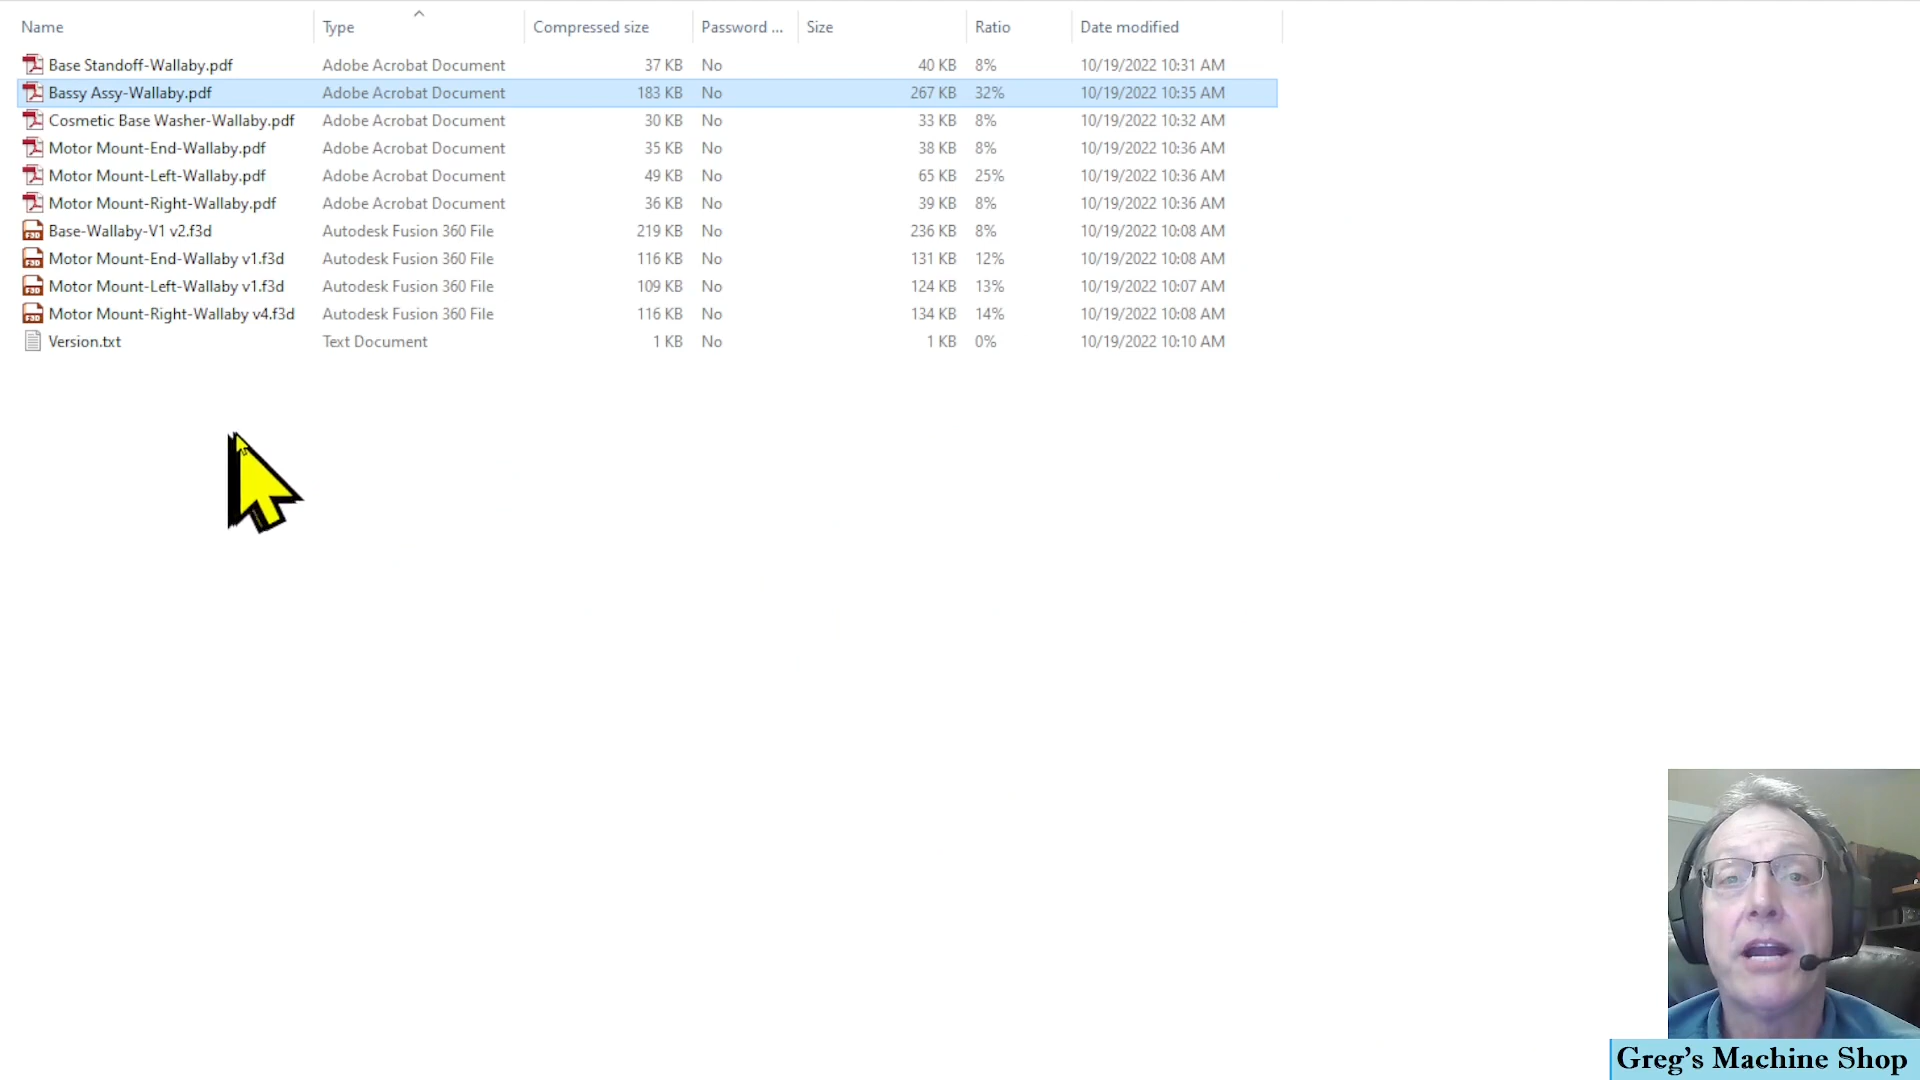 Name Type Compressed size Password ... Size Ratio Date modified
Base Standoff-Wallaby.pdf Adobe Acrobat Document 37 KB No 40 KB 8% 10/19/2022 10:31 AM
Bassy Assy-Wallaby.pdf Adobe Acrobat Document 183 KB No 267 KB 32% 10/19/2022 10:35 AM
Cosmetic Base Washer-Wallaby.pdf Adobe Acrobat Document 30 KB No 33 KB 8% 10/19/2022 10:32 AM
Motor Mount-End-Wallaby.pdf Adobe Acrobat Document 35 KB No 38 KB 8% 10/19/2022 10:36 AM
Motor Mount-Left-Wallaby.pdf Adobe Acrobat Document 49 KB No 65 KB 25% 10/19/2022 10:36 AM
Motor Mount-Right-Wallaby.pdf Adobe Acrobat Document 36 KB No 39 KB 8% 10/19/2022 10:36 AM
F3D Base-Wallaby-V1 v2.f3d Autodesk Fusion 360 File 219 KB No 236 KB 8% 10/19/2022 10:08 AM
F3D Motor Mount-End-Wallaby v1.f3d Autodesk Fusion 360 File 116 KB No 131 KB 12% 10/19/2022 10:08 AM
F3D Motor Mount-Left-Wallaby v1.f3d Autodesk Fusion 360 File 109 KB No 124 KB 13% 10/19/2022 10:07 AM
F3D Motor Mount-Right-Wallaby v4.f3d Autodesk Fusion 360 File 116 KB No 134 KB 14% 10/19/2022 10:08 AM
Version.txt Text Document 1 KB No 1 KB 0% 10/19/2022 10:10 AM
Greg's Machine Shop